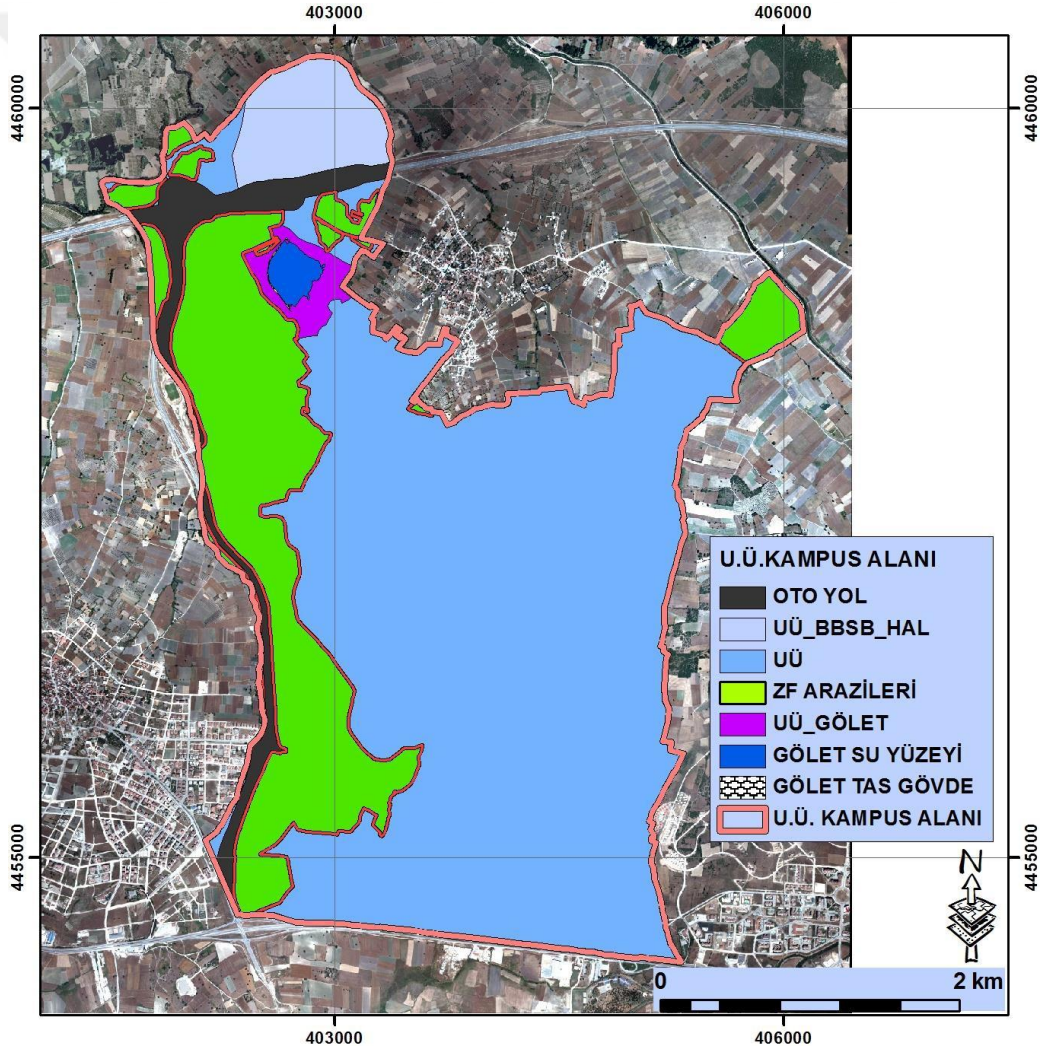 403000
406000
4460000
4460000
U.Ü.KAMPUS ALANI
OTO YOL
UÜ_BBSB_HAL
UÜ
ZF ARAZİLERİ
UÜ_GÖLET
GÖLET SU YÜZEYİ
GÖLET TAS GÖVDE
U.Ü. KAMPUS ALANI
4455000
4455000
N
0
2 km
403000
406000